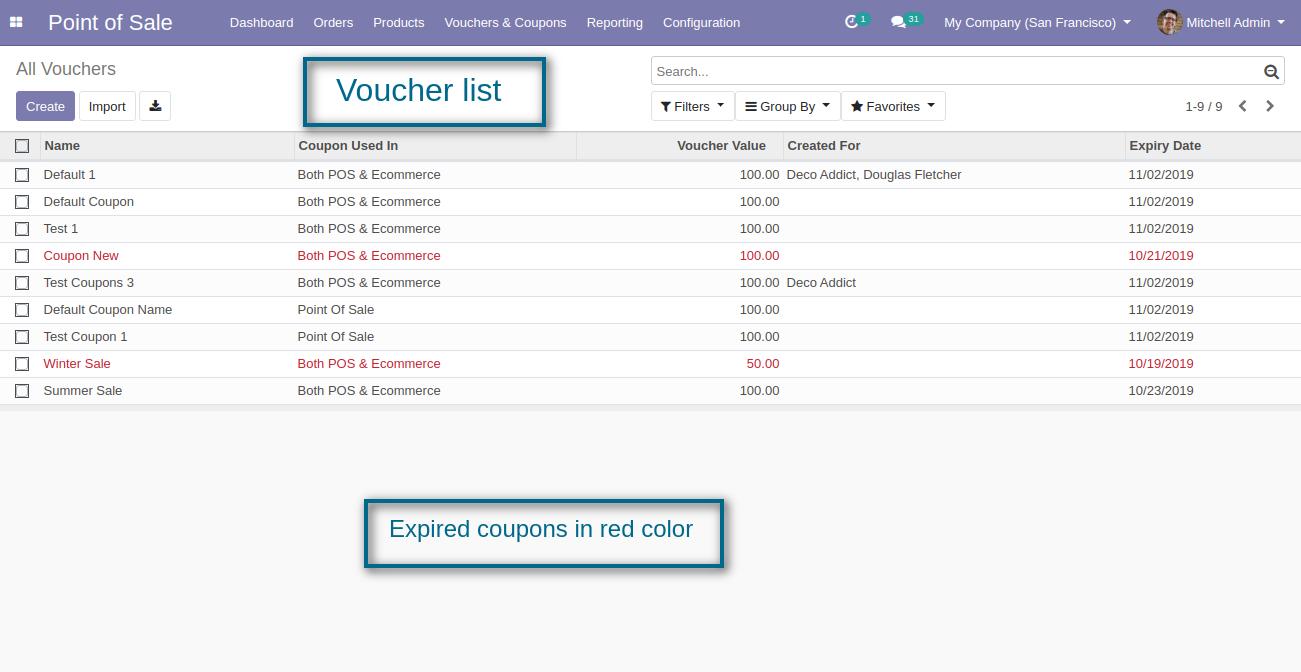 Point of Sale Dashboard Orders Products Vouchers & Coupons Reporting Configuration 1 31 My Company (San Francisco) Mitchell Admin
All Vouchers
Voucher list
Search...
Create Import Filters Group By Favorites 1-9 / 9
Name Coupon Used In Voucher Value Created For Expiry Date
Default 1 Both POS & Ecommerce 100.00 Deco Addict, Douglas Fletcher 11/02/2019
Default Coupon Both POS & Ecommerce 100.00 11/02/2019
Test 1 Both POS & Ecommerce 100.00 11/02/2019
Coupon New Both POS & Ecommerce 100.00 10/21/2019
Test Coupons 3 Both POS & Ecommerce 100.00 Deco Addict 11/02/2019
Default Coupon Name Point Of Sale 100.00 11/02/2019
Test Coupon 1 Point Of Sale 100.00 11/02/2019
Winter Sale Both POS & Ecommerce 50.00 10/19/2019
Summer Sale Both POS & Ecommerce 100.00 10/23/2019
Expired coupons in red color